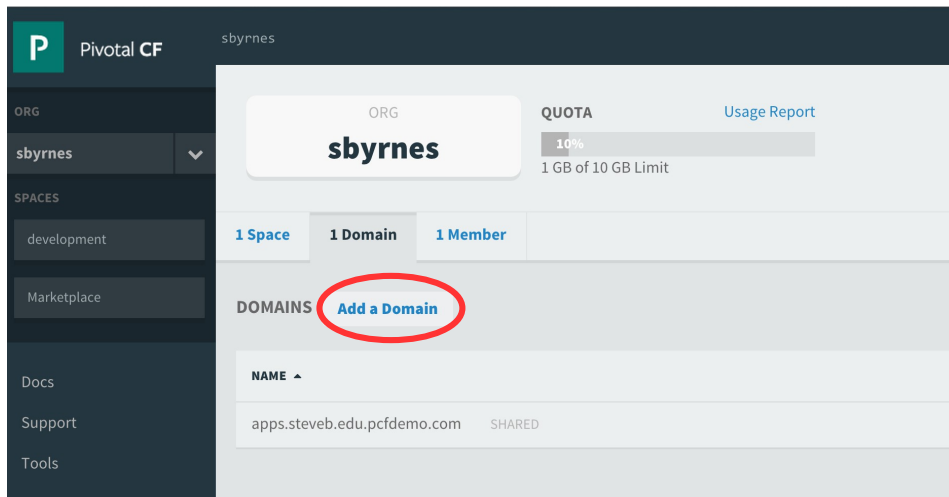 P Pivotal CF
sbyrnes
ORG
sbyrnes
SPACES
development
Marketplace
Docs
Support
Tools
ORG
sbyrnes
QUOTA Usage Report
10%
1 GB of 10 GB Limit
1 Space 1 Domain 1 Member
DOMAINS Add a Domain
NAME
apps.steveb.edu.pcfdemo.com SHARED